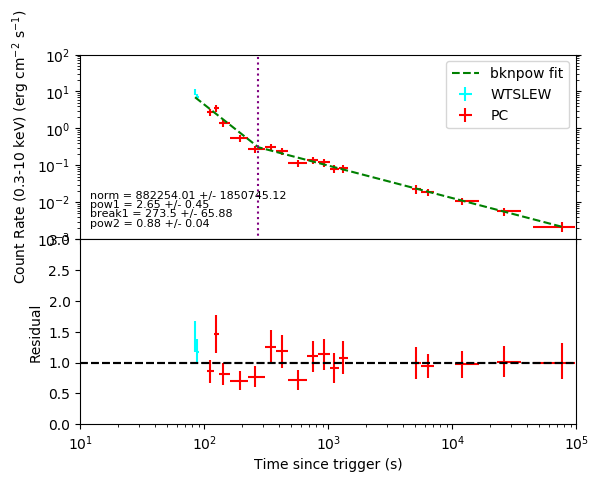 Count Rate (0.3-10 keV) (erg cm⁻² s⁻¹)
10²
10¹
10⁰
10⁻¹
10⁻²
10⁻³
bknpow fit
WTSLEW
PC
norm = 882254.01 +/- 1850745.12
pow1 = 2.65 +/- 0.45
break1 = 273.5 +/- 65.88
pow2 = 0.88 +/- 0.04
Residual
3.0
2.5
2.0
1.5
1.0
0.5
0.0
10¹ 10² 10³ 10⁴ 10⁵
Time since trigger (s)